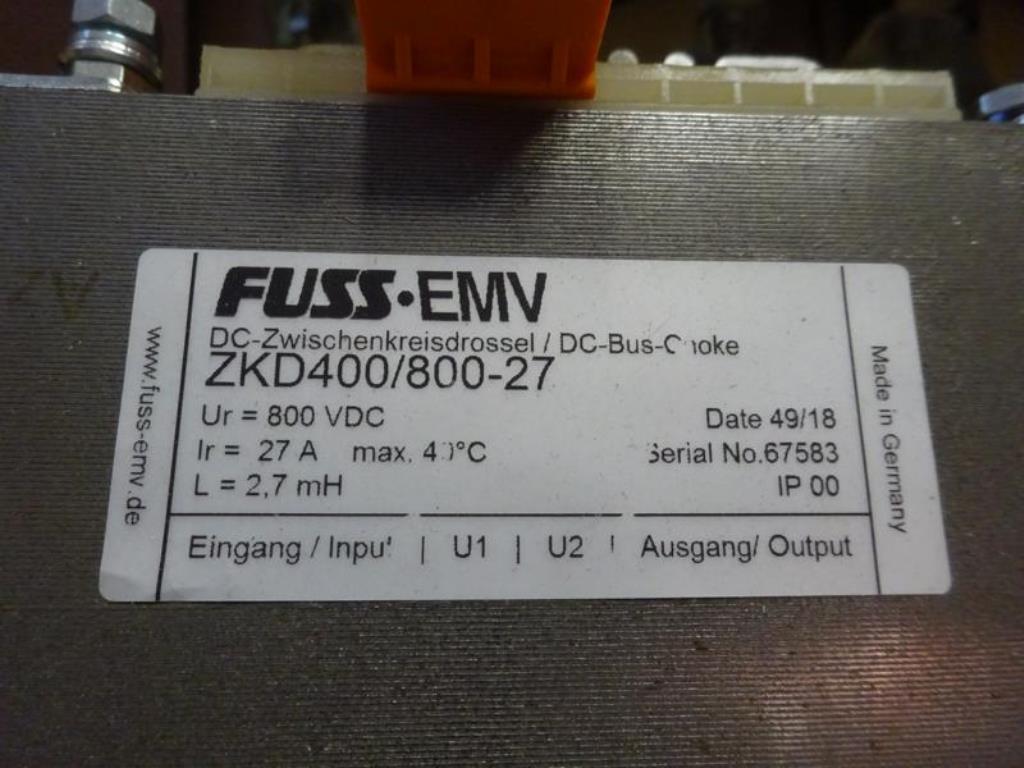 FUSS•EMV
DC-Zwischenkreisdrossel / DC-Bus-Choke
ZKD400/800-27
Ur = 800 VDC
Date 49/18
Ir = 27 A max. 40°C
Serial No.67583
L = 2,7 mH
IP 00
Eingang / Input | U1 | U2 | Ausgang/ Output
www.fuss-emv.de
Made in Germany